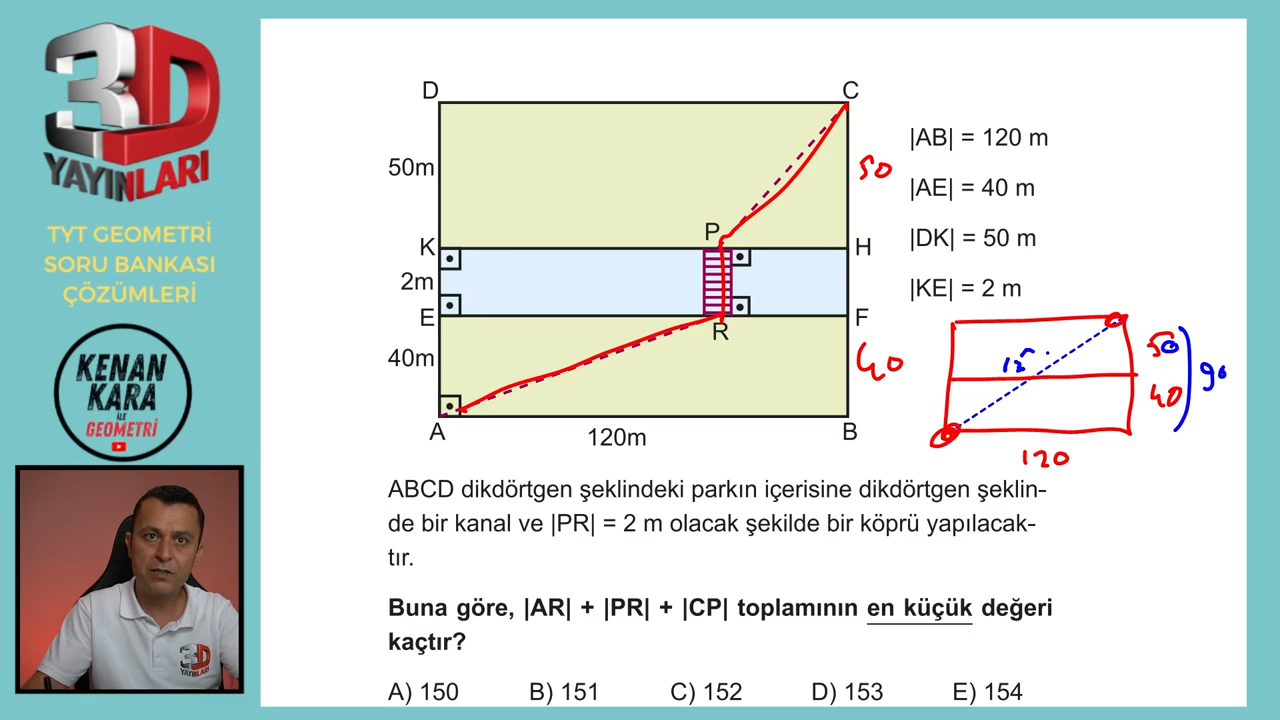 3D
YAYINLARI
TYT GEOMETRİ
SORU BANKASI
ÇÖZÜMLERİ
KENAN
KARA
İLE
GEOMETRİ
3D
YAYINLARI
D
C
50m
50
|AB| = 120 m
|AE| = 40 m
|DK| = 50 m
|KE| = 2 m
P
K
H
2m
E
F
R
40m
40
A
B
120m
50
40
90
120
ABCD dikdörtgen şeklindeki parkın içerisine dikdörtgen şeklin-
de bir kanal ve |PR| = 2 m olacak şekilde bir köprü yapılacak-
tır.
Buna göre, |AR| + |PR| + |CP| toplamının en küçük değeri
kaçtır?
A) 150 B) 151 C) 152 D) 153 E) 154